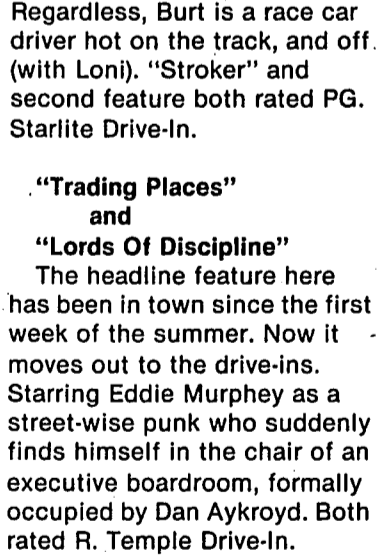 Regardless, Burt is a race car
driver hot on the track, and off.
(with Loni). “Stroker” and
second feature both rated PG.
Starlite Drive-In.
“Trading Places”
and
“Lords Of Discipline”
The headline feature here
has been in town since the first
week of the summer. Now it
moves out to the drive-ins.
Starring Eddie Murphey as a
street-wise punk who suddenly
finds himself in the chair of an
executive boardroom, formally
occupied by Dan Aykroyd. Both
rated R. Temple Drive-In.